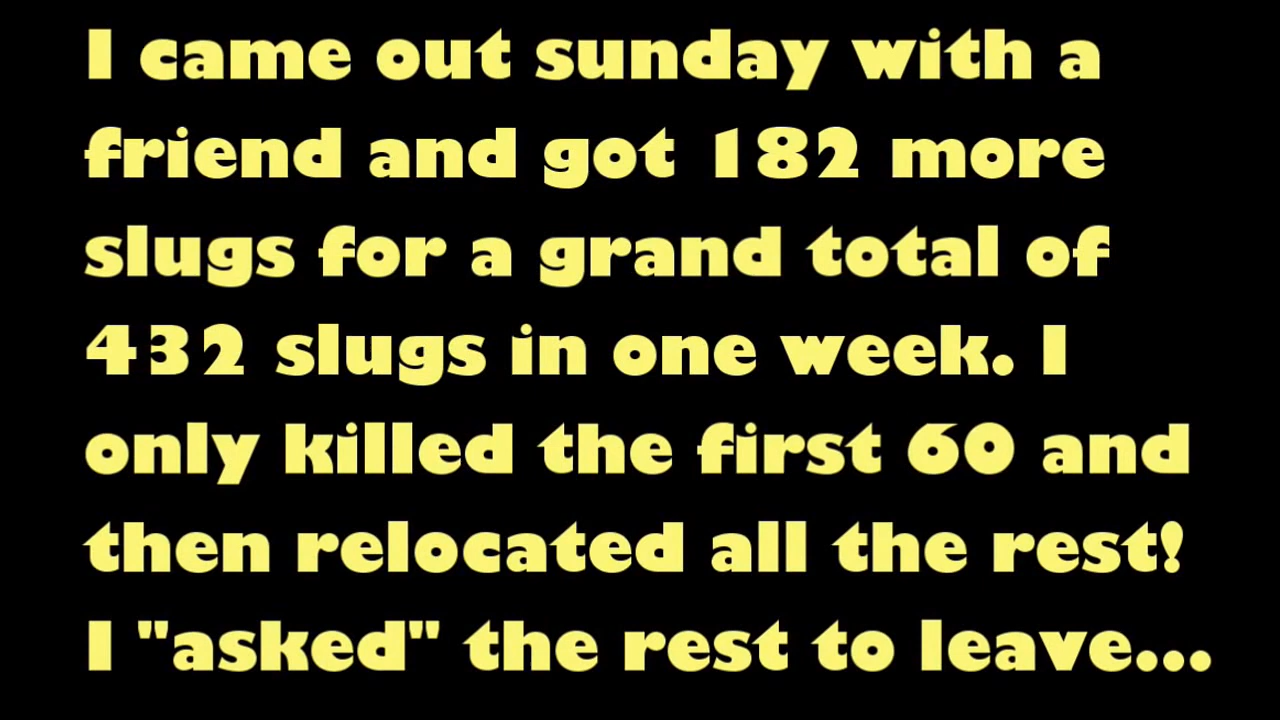 I came out sunday with a
friend and got 182 more
slugs for a grand total of
432 slugs in one week. I
only killed the first 60 and
then relocated all the rest!
I "asked" the rest to leave...